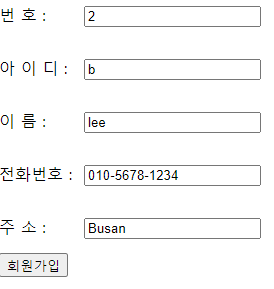 번 호 : 2
아 이 디 : b
이 름 : lee
전화번호 : 010-5678-1234
주 소 : Busan
회원가입